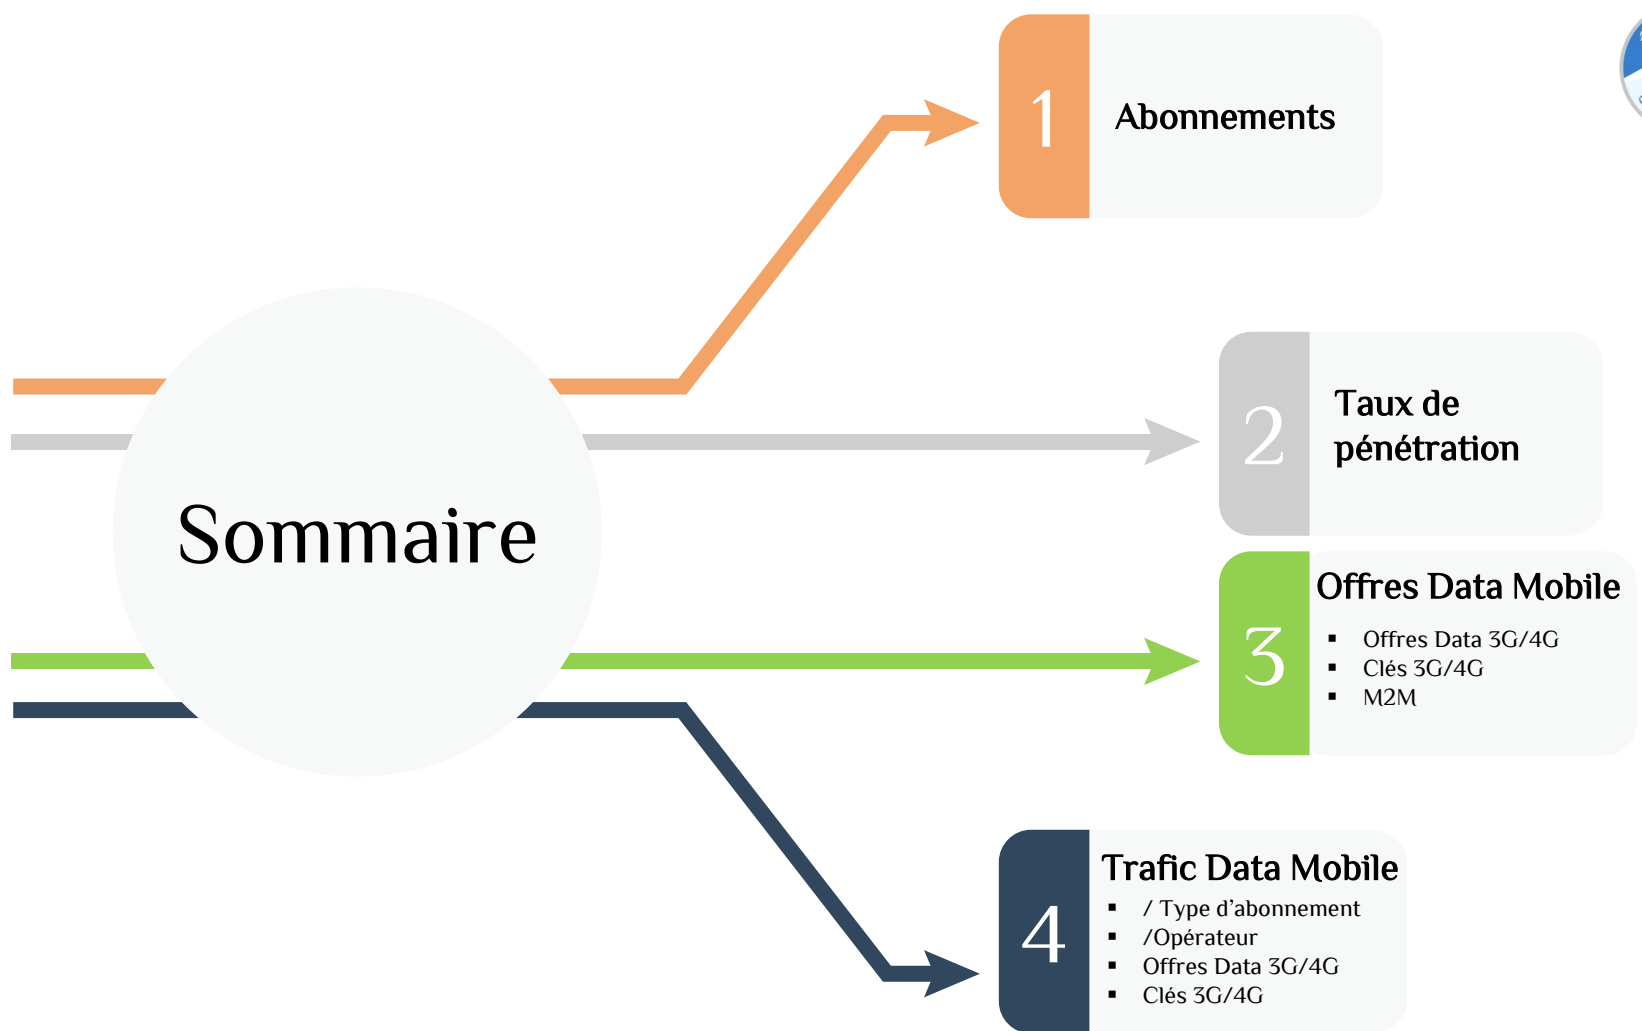 Sommaire
1
Abonnements
2
Taux de
pénétration
3
Offres Data Mobile
▪ Offres Data 3G/4G
▪ Clés 3G/4G
▪ M2M
4
Trafic Data Mobile
▪ / Type d’abonnement
▪ /Opérateur
▪ Offres Data 3G/4G
▪ Clés 3G/4G